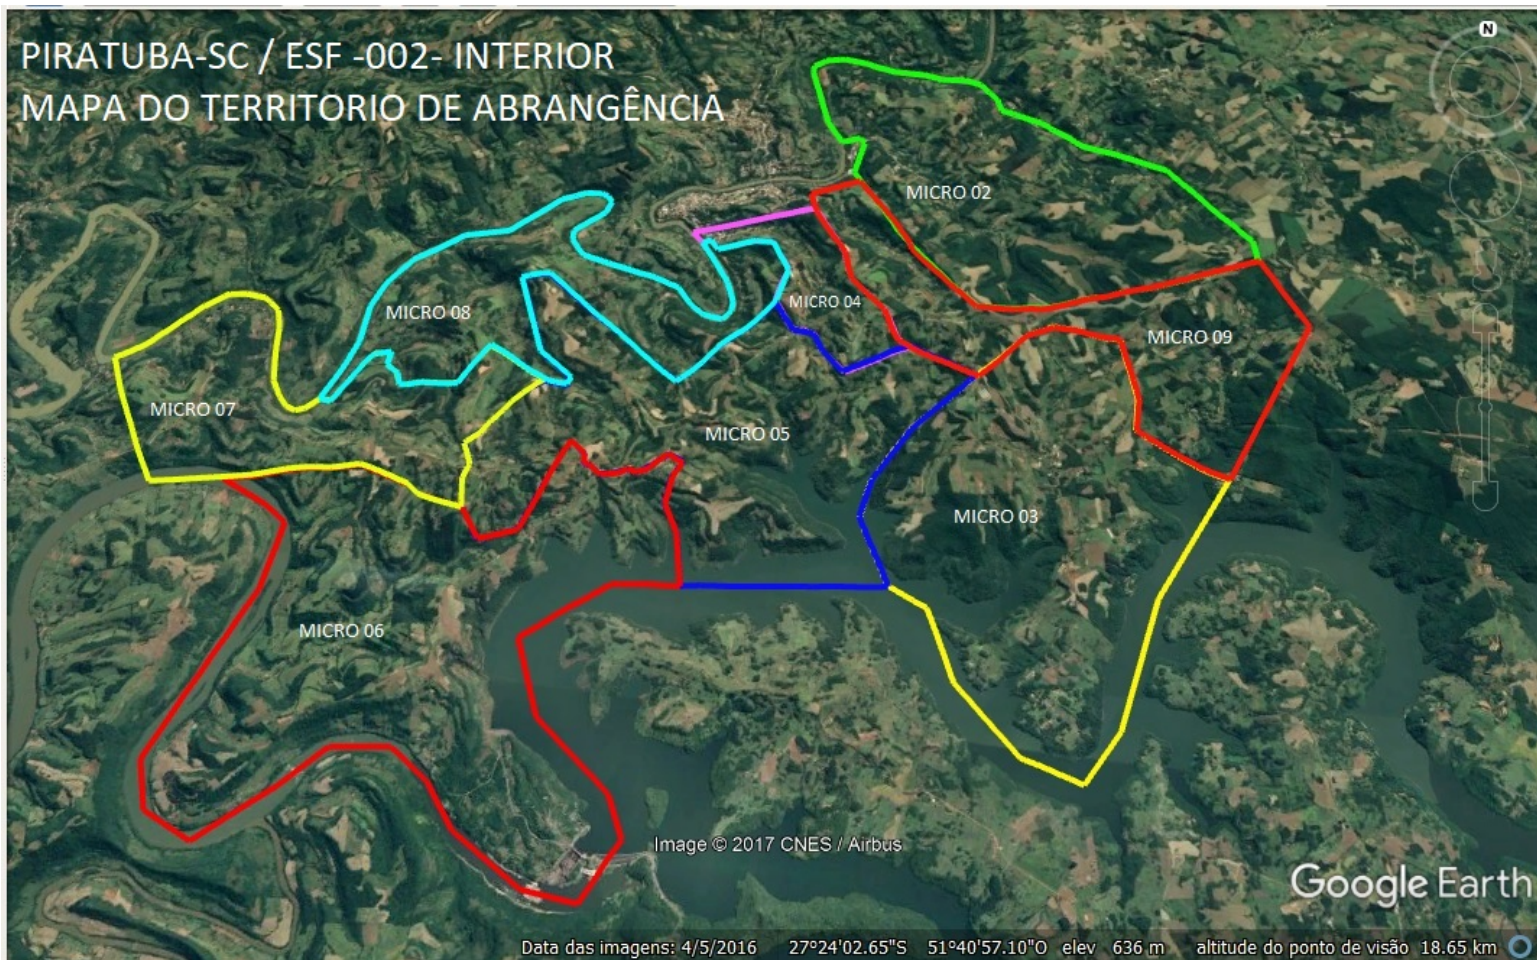 PIRATUBA-SC / ESF -002- INTERIOR
MAPA DO TERRITORIO DE ABRANGÊNCIA
N
MICRO 02
MICRO 04
MICRO 08
MICRO 09
MICRO 07
MICRO 05
MICRO 03
MICRO 06
Image © 2017 CNES / Airbus
Google Earth
Data das imagens: 4/5/2016 27°24'02.65"S 51°40'57.10"O elev 636 m altitude do ponto de visão 18.65 km